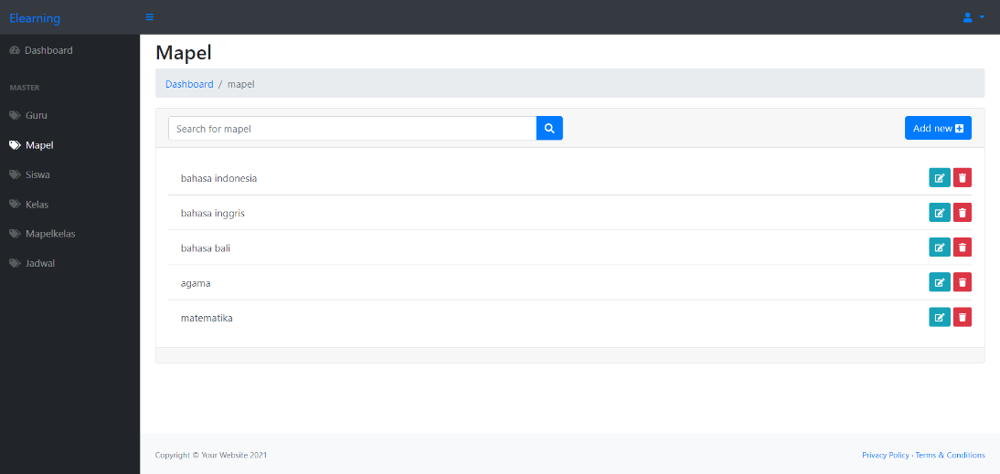 Elearning
Dashboard
MASTER
Guru
Mapel
Siswa
Kelas
Mapelkelas
Jadwal
Mapel
Dashboard / mapel
Search for mapel
Add new
bahasa indonesia
bahasa inggris
bahasa bali
agama
matematika
Copyright © Your Website 2021
Privacy Policy · Terms & Conditions